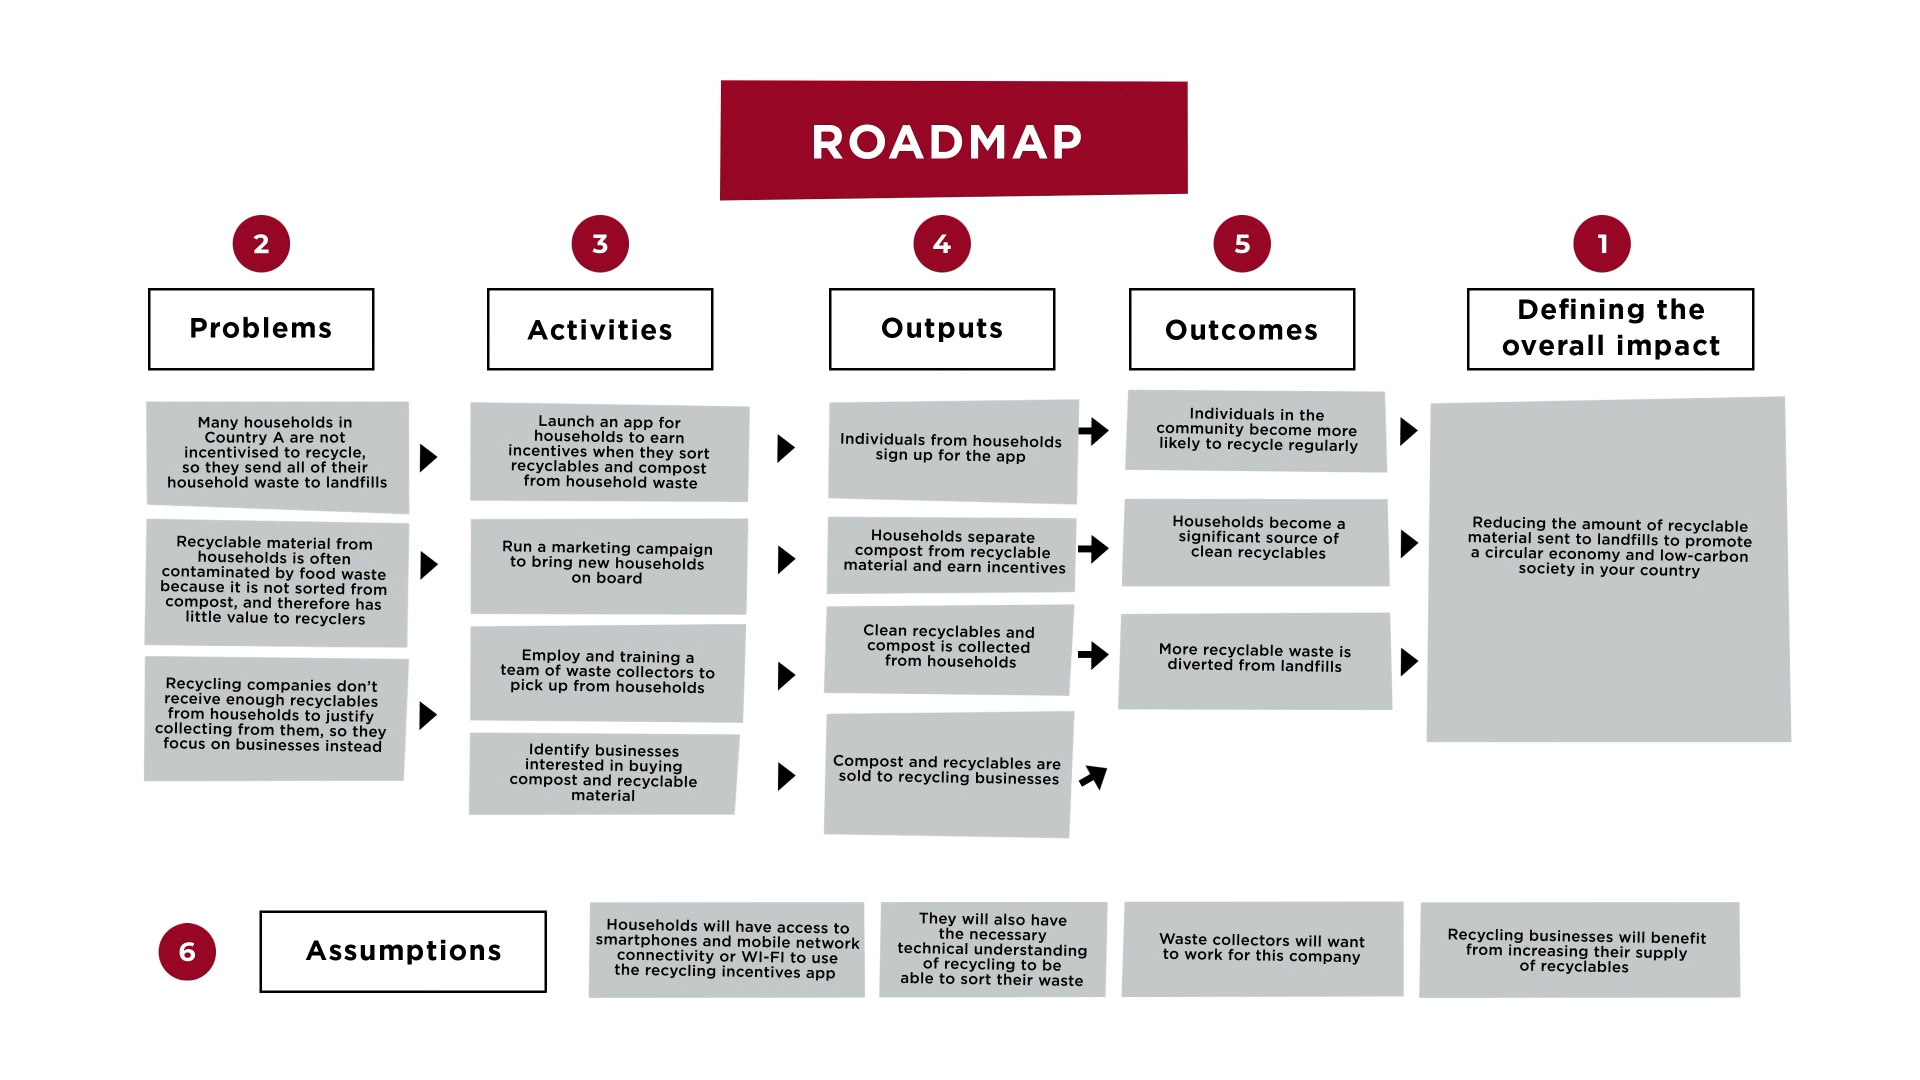 ROADMAP
2
3
4
5
1
Problems
Activities
Outputs
Outcomes
Defining the
overall impact
Many households in
Country A are not
incentivised to recycle,
so they send all of their
household waste to landfills
Recyclable material from
households is often
contaminated by food waste
because it is not sorted from
compost, and therefore has
little value to recyclers
Recycling companies don't
receive enough recyclables
from households to justify
collecting from them, so they
focus on businesses instead
Launch an app for
households to earn
incentives when they sort
recyclables and compost
from household waste
Run a marketing campaign
to bring new households
on board
Employ and training a
team of waste collectors to
pick up from households
Identify businesses
interested in buying
compost and recyclable
material
Individuals from households
sign up for the app
Households separate
compost from recyclable
material and earn incentives
Clean recyclables and
compost is collected
from households
Compost and recyclables are
sold to recycling businesses
Individuals in the
community become more
likely to recycle regularly
Households become a
significant source of
clean recyclables
More recyclable waste is
diverted from landfills
Reducing the amount of recyclable
material sent to landfills to promote
a circular economy and low-carbon
society in your country
6
Assumptions
Households will have access to
smartphones and mobile network
connectivity or WI-FI to use
the recycling incentives app
They will also have
the necessary
technical understanding
of recycling to be
able to sort their waste
Waste collectors will want
to work for this company
Recycling businesses will benefit
from increasing their supply
of recyclables